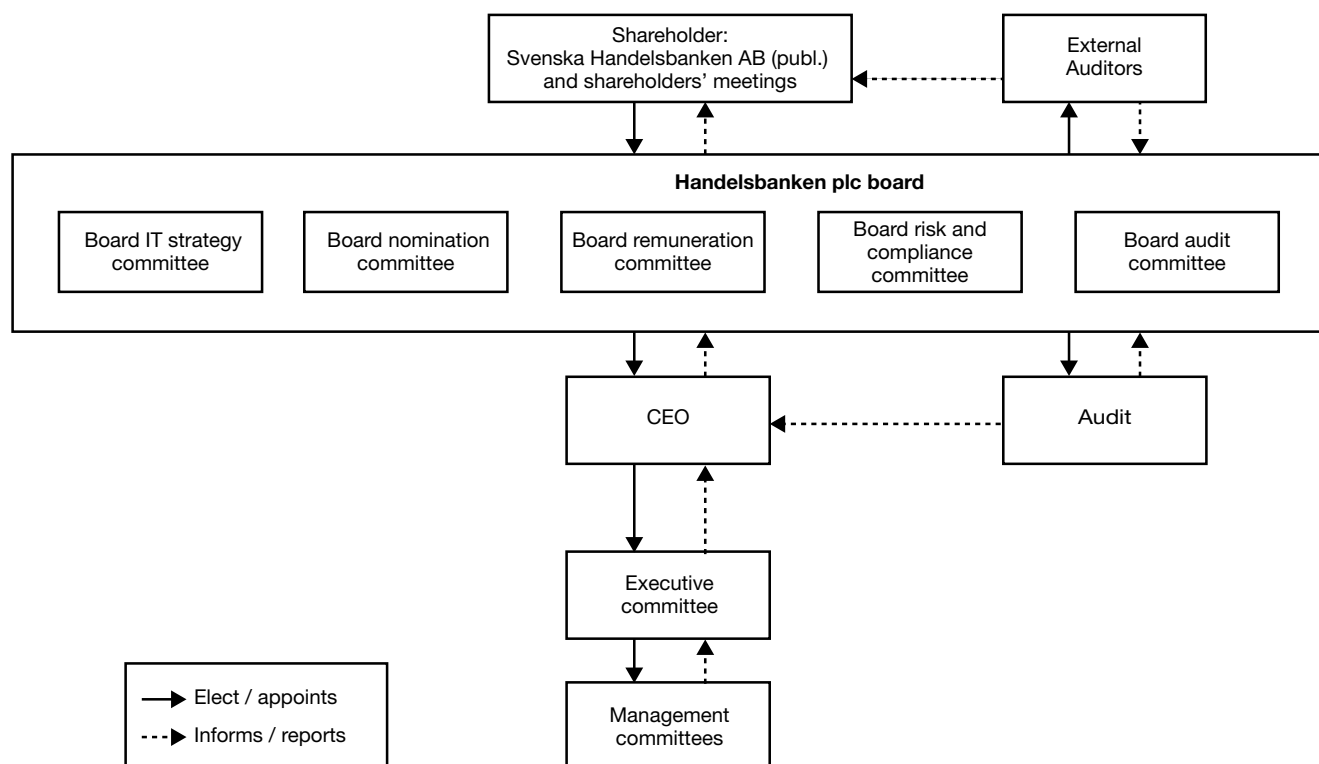 Shareholder:
Svenska Handelsbanken AB (publ.)
and shareholders’ meetings
External
Auditors
Handelsbanken plc board
Board IT strategy
committee
Board nomination
committee
Board remuneration
committee
Board risk and
compliance
committee
Board audit
committee
CEO
Audit
Executive
committee
Management
committees
Elect / appoints
Informs / reports